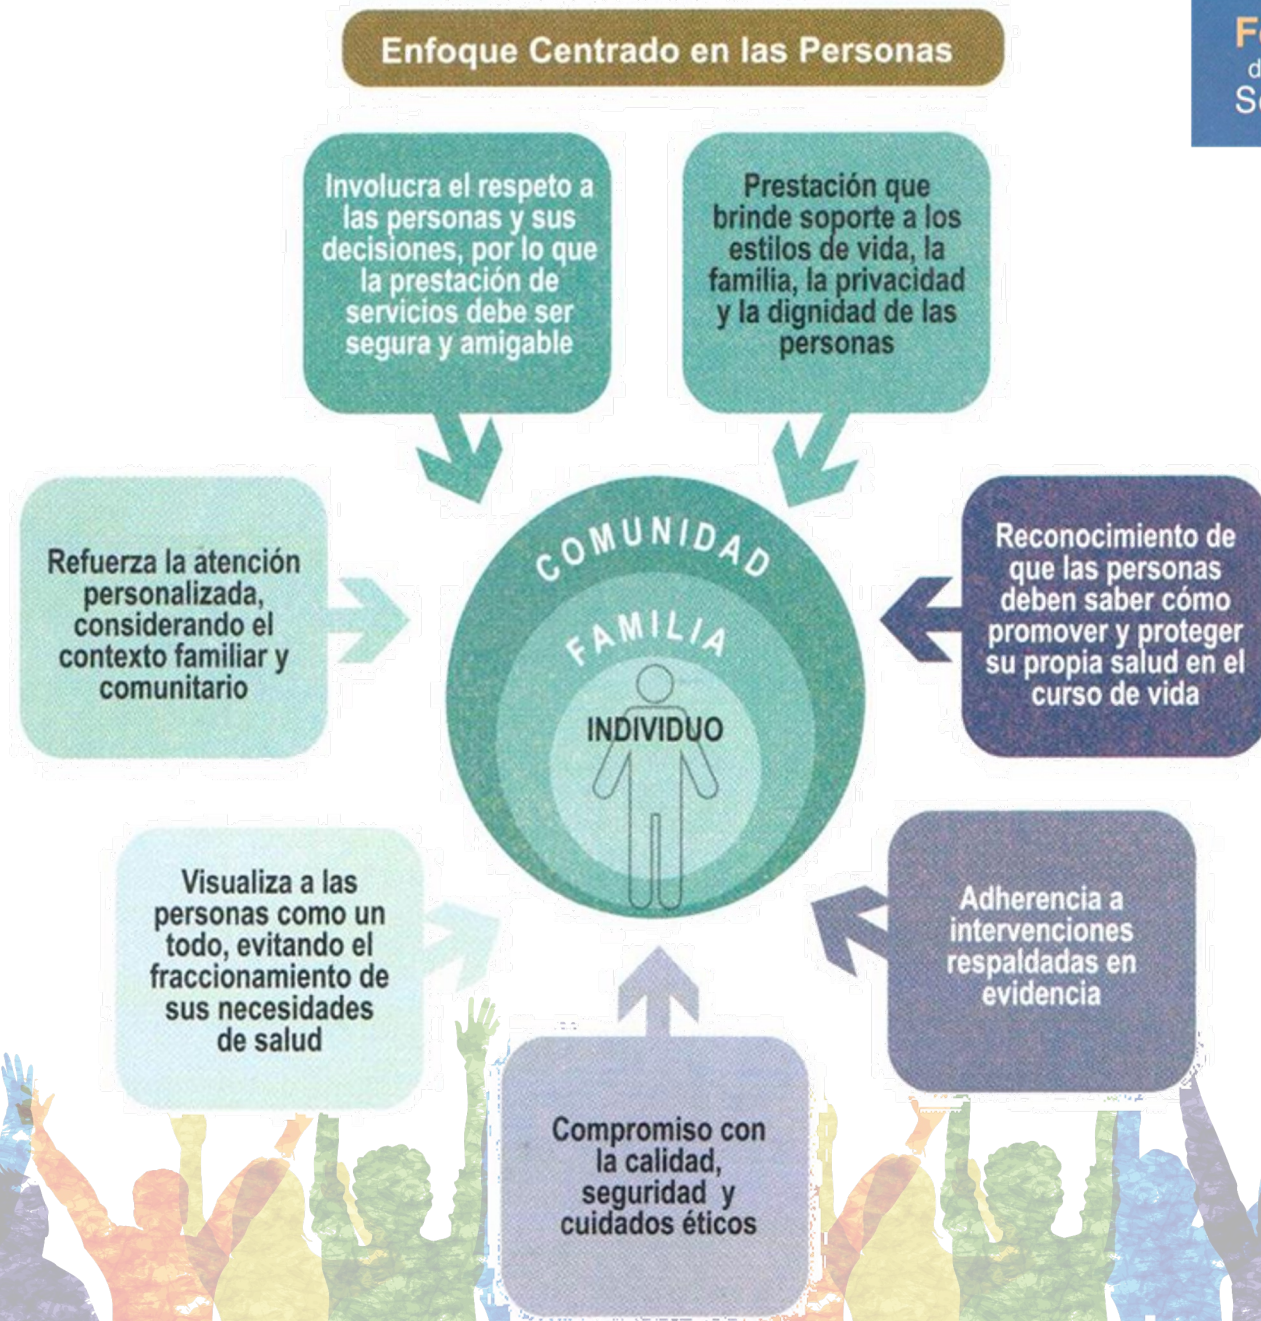 Enfoque Centrado en las Personas
Involucra el respeto a
las personas y sus
decisiones, por lo que
la prestación de
servicios debe ser
segura y amigable
Prestación que
brinde soporte a los
estilos de vida, la
familia, la privacidad
y la dignidad de las
personas
Refuerza la atención
personalizada,
considerando el
contexto familiar y
comunitario
COMUNIDAD
FAMILIA
INDIVIDUO
Reconocimiento de
que las personas
deben saber cómo
promover y proteger
su propia salud en el
curso de vida
Visualiza a las
personas como un
todo, evitando el
fraccionamiento de
sus necesidades
de salud
Adherencia a
intervenciones
respaldadas en
evidencia
Compromiso con
la calidad,
seguridad y
cuidados éticos